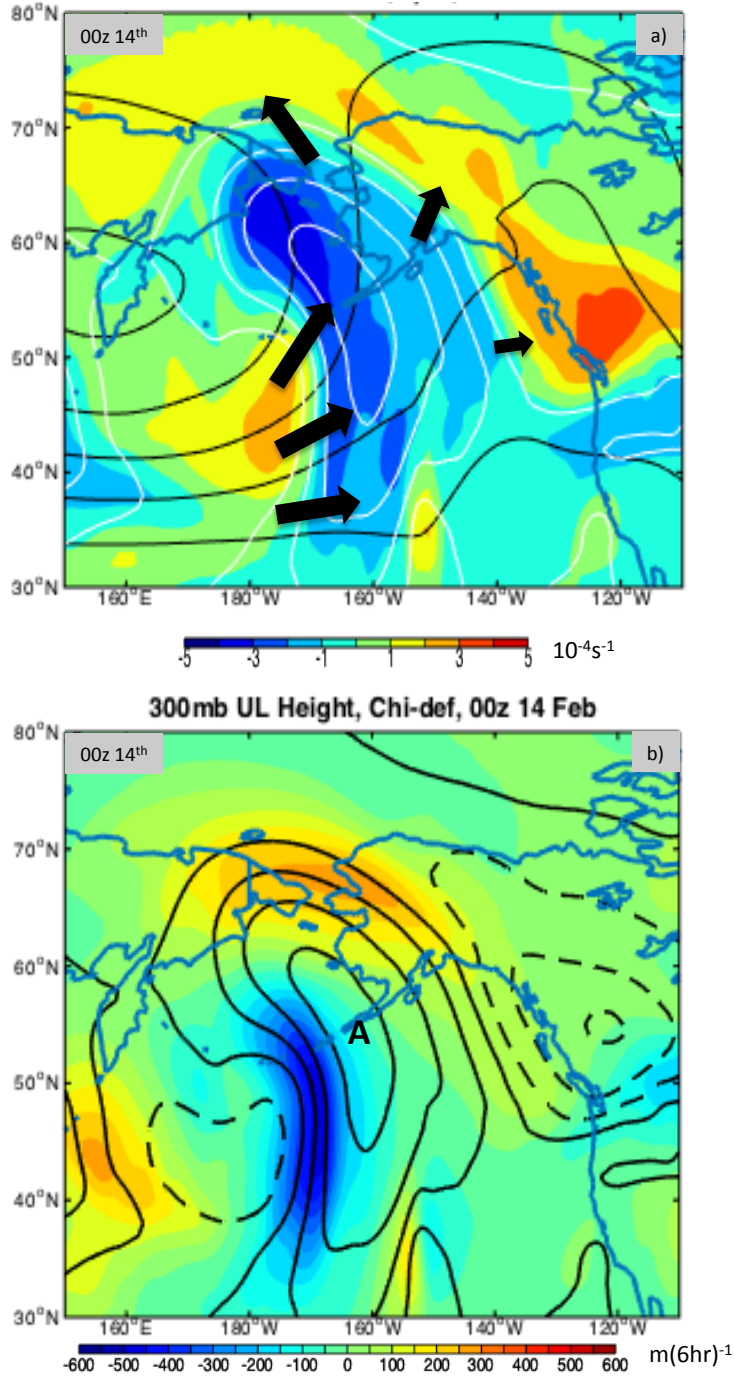 80°N
00z 14th
a)
70°N
60°N
50°N
40°N
30°N
160°E 180°W 160°W 140°W 120°W
-5 -3 -1 1 3 5 10-4s-1
300mb UL Height, Chi-def, 00z 14 Feb
80°N
00z 14th
b)
70°N
60°N
A
50°N
40°N
30°N
160°E 180°W 160°W 140°W 120°W
-600 -500 -400 -300 -200 -100 0 100 200 300 400 500 600 m(6hr)-1